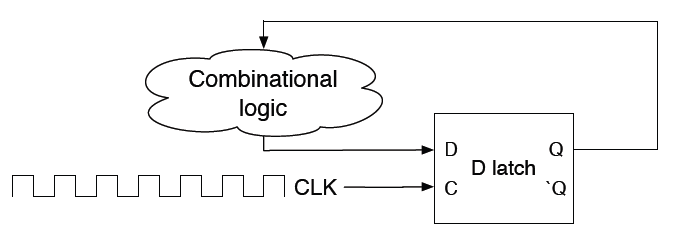 Combinational
logic
D
Q
D latch
CLK
C
`Q